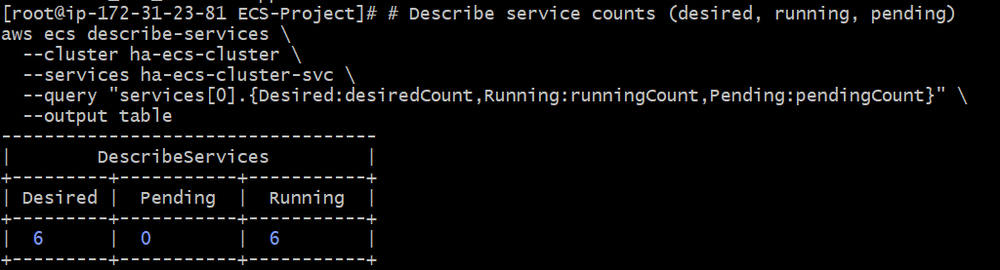 [root@ip-172-31-23-81 ECS-Project]# # Describe service counts (desired, running, pending)
aws ecs describe-services \
  --cluster ha-ecs-cluster \
  --services ha-ecs-cluster-svc \
  --query "services[0].{Desired:desiredCount,Running:runningCount,Pending:pendingCount}" \
  --output table
-----------------------------------
|        DescribeServices         |
+---------+-----------+-----------+
| Desired |  Pending  |  Running  |
+---------+-----------+-----------+
|  6      |  0        |  6        |
+---------+-----------+-----------+